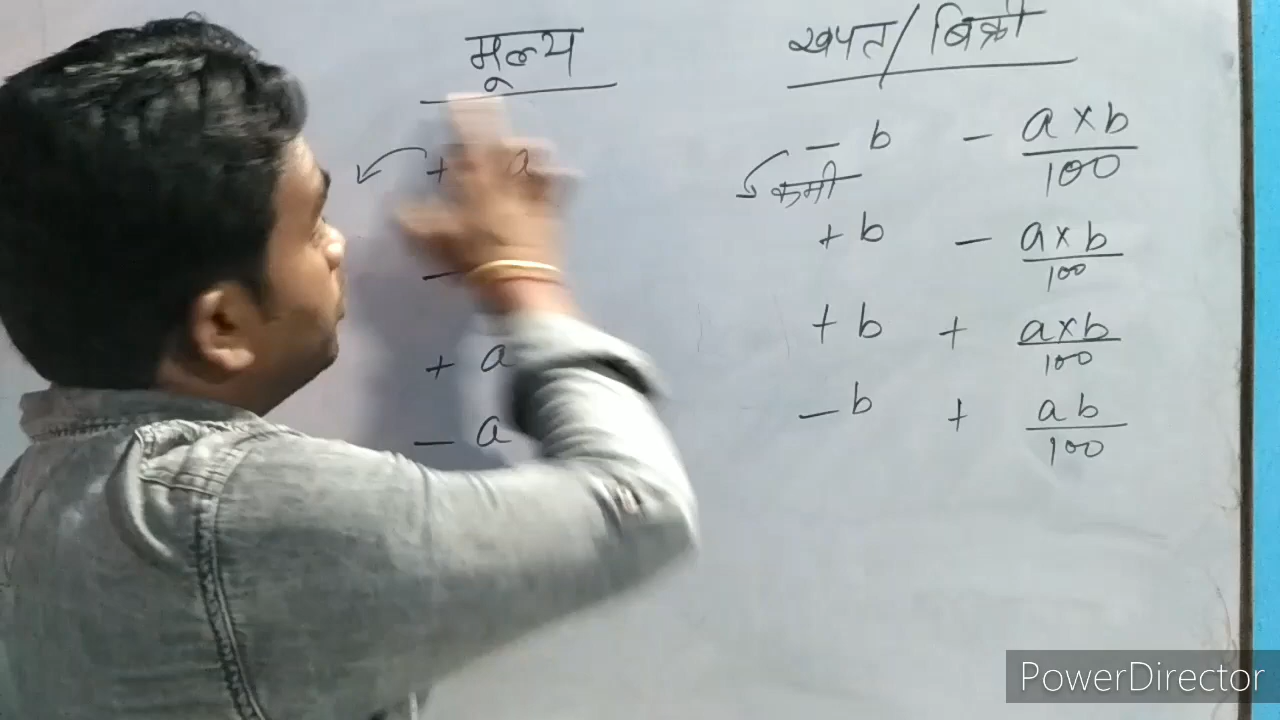 मूल्य खपत/बिक्री
+ a - b - a×b/100
कमी
- + b - a×b/100
+ a + b + a×b/100
- a - b + ab/100
PowerDirector